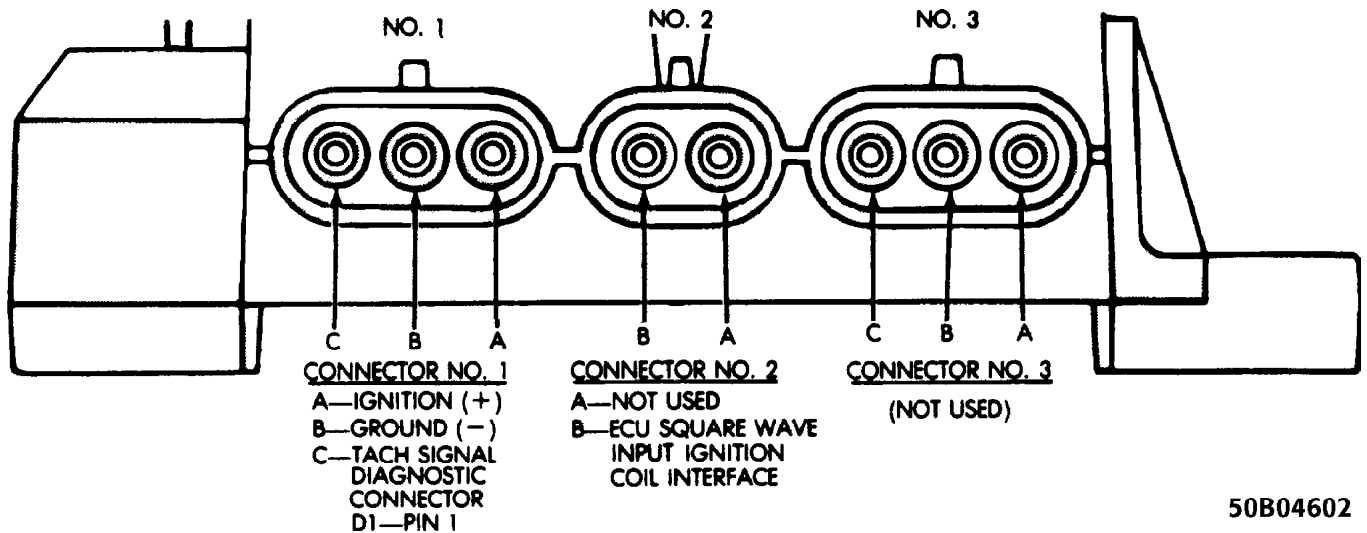 NO. 1
NO. 2
NO. 3
C B A
B A
C B A
CONNECTOR NO. 1
A—IGNITION (+)
B—GROUND (−)
C—TACH SIGNAL
DIAGNOSTIC
CONNECTOR
D1—PIN 1
CONNECTOR NO. 2
A—NOT USED
B—ECU SQUARE WAVE
INPUT IGNITION
COIL INTERFACE
CONNECTOR NO. 3
(NOT USED)
50B04602